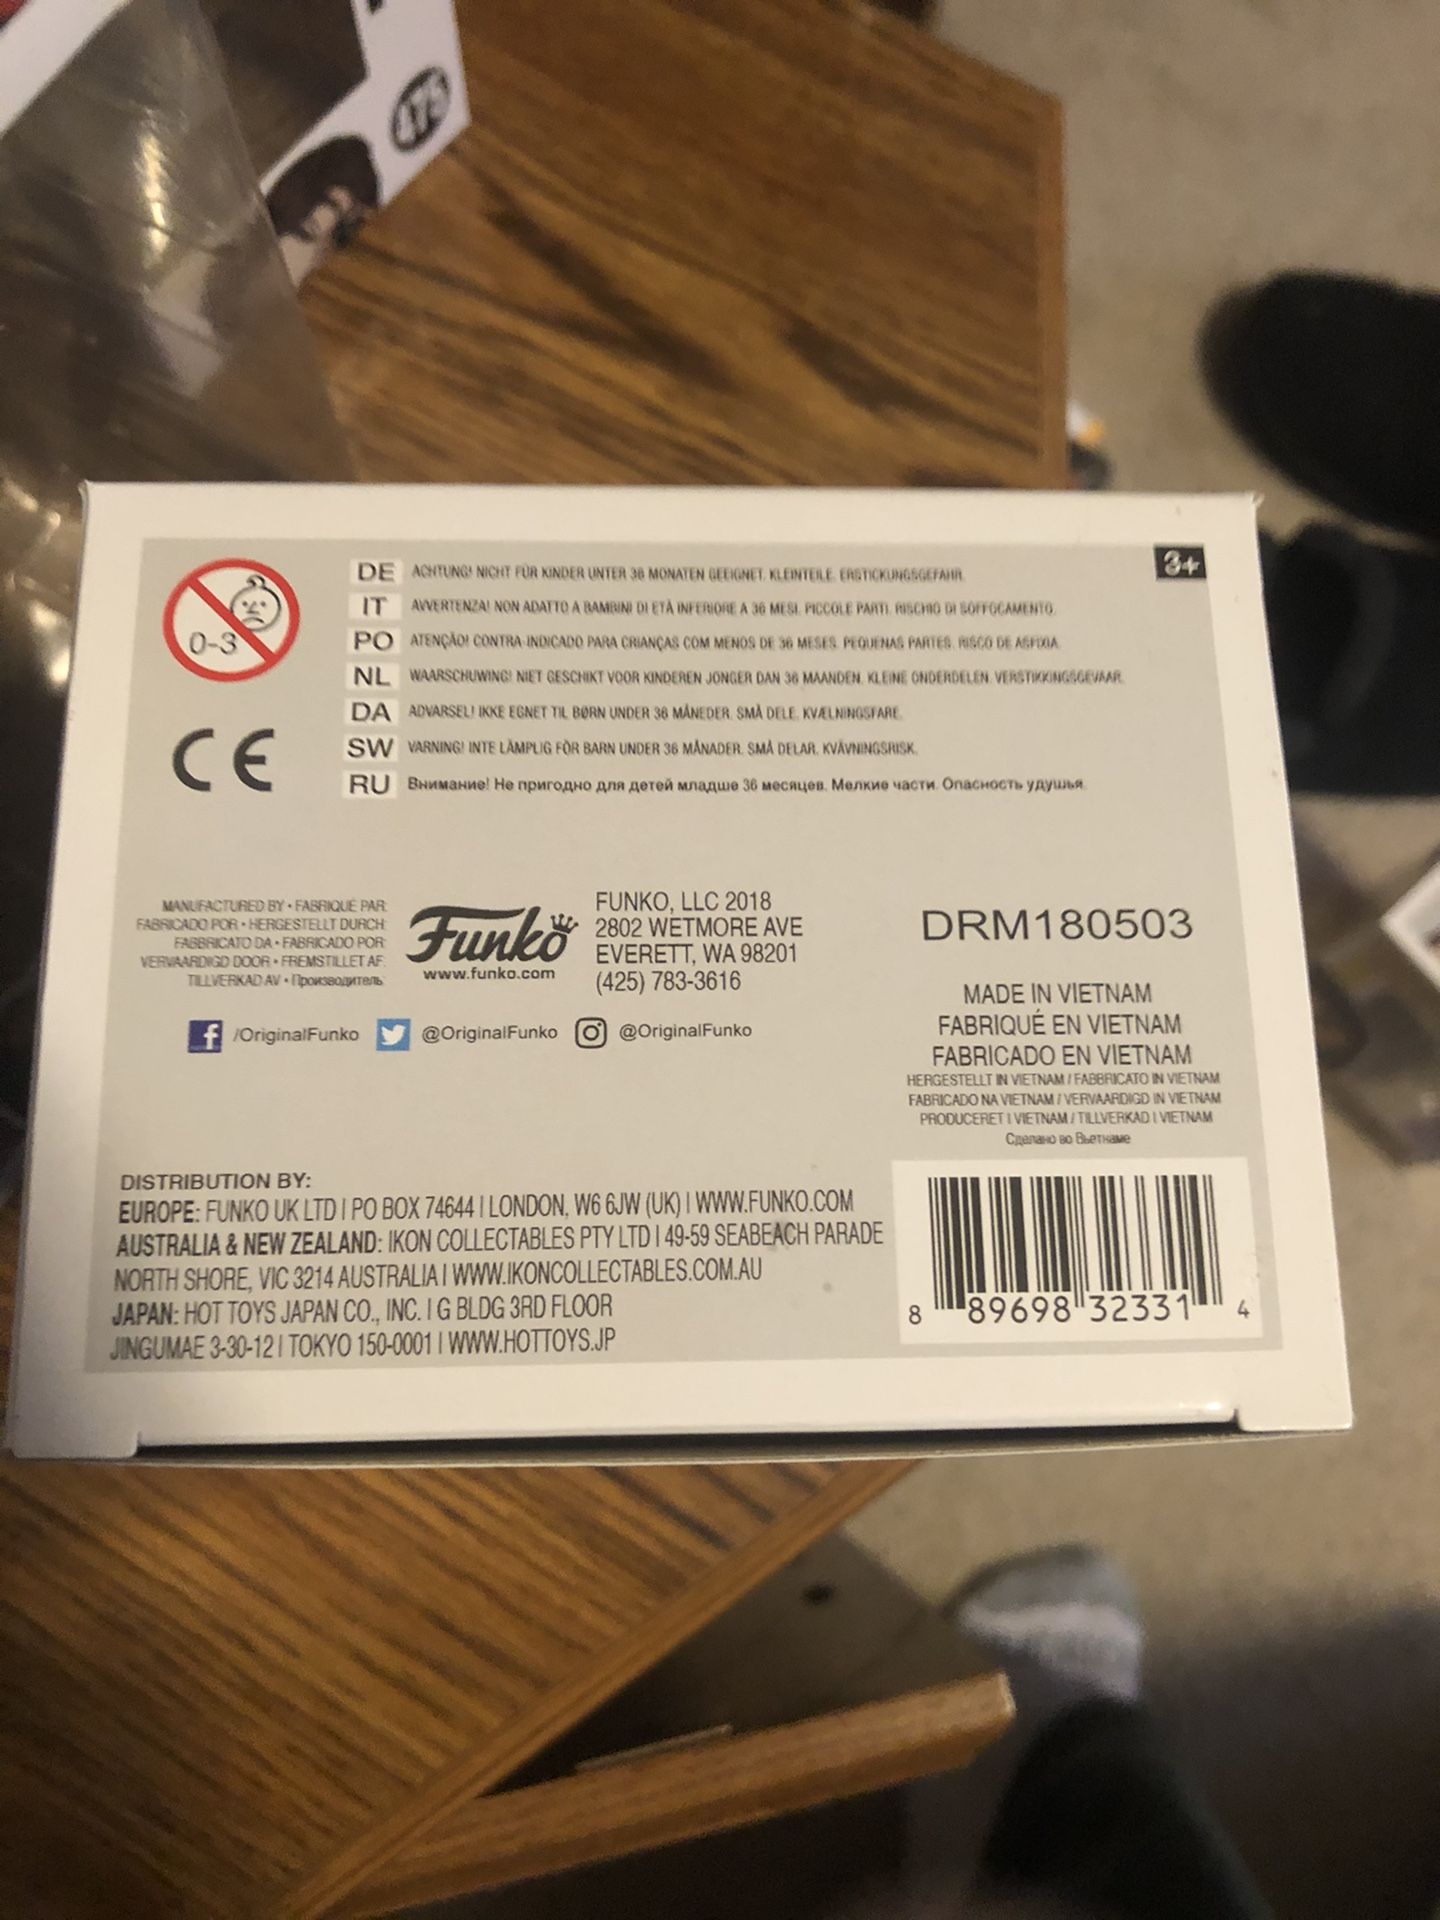 3+
0-3
DE ACHTUNG! NICHT FÜR KINDER UNTER 36 MONATEN GEEIGNET. KLEINTEILE. ERSTICKUNGSGEFAHR.
IT AVVERTENZA! NON ADATTO A BAMBINI DI ETÀ INFERIORE A 36 MESI. PICCOLE PARTI. RISCHIO DI SOFFOCAMENTO.
PO ATENÇÃO! CONTRA-INDICADO PARA CRIANÇAS COM MENOS DE 36 MESES. PEQUENAS PARTES. RISCO DE ASFIXIA.
NL WAARSCHUWING! NIET GESCHIKT VOOR KINDEREN JONGER DAN 36 MAANDEN. KLEINE ONDERDELEN. VERSTIKKINGSGEVAAR.
DA ADVARSEL! IKKE EGNET TIL BØRN UNDER 36 MÅNEDER. SMÅ DELE. KVÆLNINGSFARE.
SW VARNING! INTE LÄMPLIG FÖR BARN UNDER 36 MÅNADER. SMÅ DELAR. KVÄVNINGSRISK.
RU Внимание! Не пригодно для детей младше 36 месяцев. Мелкие части. Опасность удушья.
CE
MANUFACTURED BY • FABRIQUÉ PAR:
FABRICADO POR • HERGESTELLT DURCH:
FABBRICATO DA • FABRICADO POR:
VERVAARDIGD DOOR • FREMSTILLET AF:
TILLVERKAD AV • Производитель:
Funko
www.funko.com
FUNKO, LLC 2018
2802 WETMORE AVE
EVERETT, WA 98201
(425) 783-3616
/OriginalFunko @OriginalFunko @OriginalFunko
DRM180503
MADE IN VIETNAM
FABRIQUÉ EN VIETNAM
FABRICADO EN VIETNAM
HERGESTELLT IN VIETNAM / FABBRICATO IN VIETNAM
FABRICADO NA VIETNAM / VERVAARDIGD IN VIETNAM
PRODUCERET I VIETNAM / TILLVERKAD I VIETNAM
Сделано во Вьетнаме
DISTRIBUTION BY:
EUROPE: FUNKO UK LTD | PO BOX 74644 | LONDON, W6 6JW (UK) | WWW.FUNKO.COM
AUSTRALIA & NEW ZEALAND: IKON COLLECTABLES PTY LTD | 49-59 SEABEACH PARADE
NORTH SHORE, VIC 3214 AUSTRALIA | WWW.IKONCOLLECTABLES.COM.AU
JAPAN: HOT TOYS JAPAN CO., INC. | G BLDG 3RD FLOOR
JINGUMAE 3-30-12 | TOKYO 150-0001 | WWW.HOTTOYS.JP
8 89698 32331 4